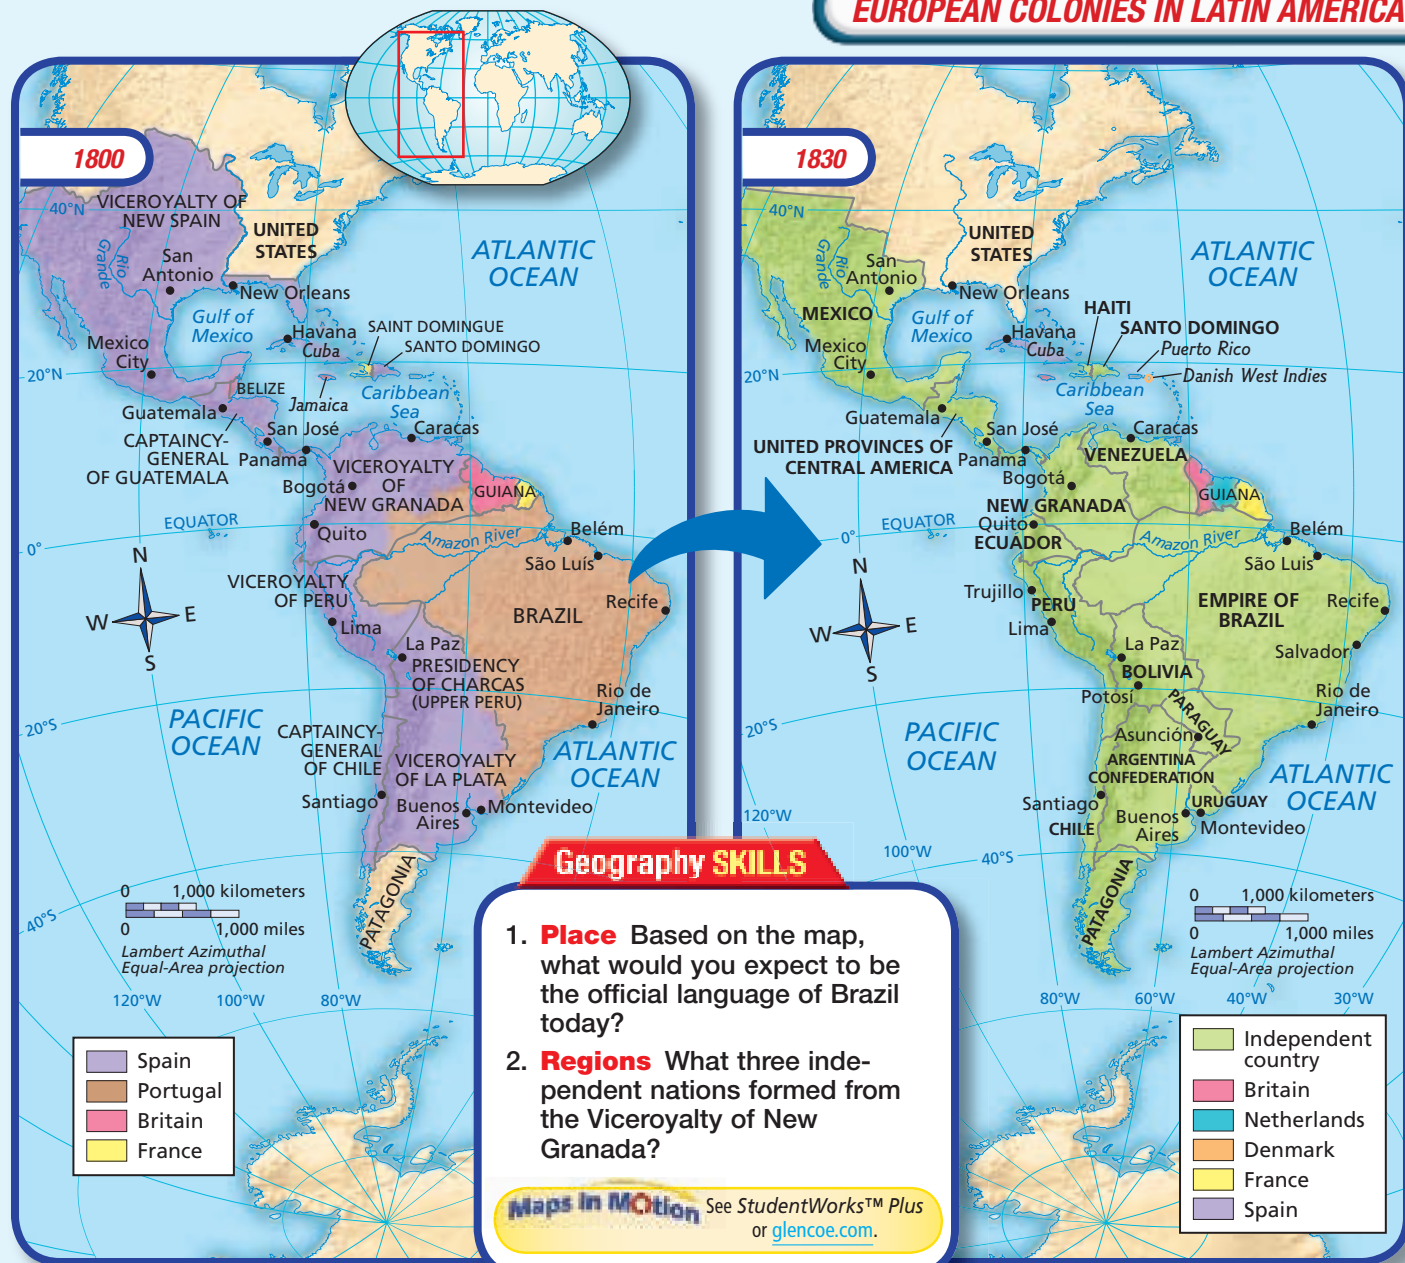 EUROPEAN COLONIES IN LATIN AMERICA
1800
VICEROYALTY OF
NEW SPAIN
40°N
UNITED
STATES
Rio
Grande
San
Antonio
New Orleans
ATLANTIC
OCEAN
Gulf of
Mexico
Havana
Cuba
SAINT DOMINGUE
SANTO DOMINGO
Mexico
City
20°N
BELIZE
Jamaica
Caribbean
Sea
Guatemala
San José
Caracas
CAPTAINCY-
GENERAL
OF GUATEMALA
Panama
VICEROYALTY
OF
NEW GRANADA
Bogotá
GUIANA
EQUATOR
Quito
Amazon River
Belém
0°
São Luís
N
W
E
S
VICEROYALTY
OF PERU
BRAZIL
Recife
Lima
La Paz
PRESIDENCY
OF CHARCAS
(UPPER PERU)
Rio de
Janeiro
20°S
PACIFIC
OCEAN
CAPTAINCY-
GENERAL
OF CHILE
VICEROYALTY
OF LA PLATA
ATLANTIC
OCEAN
Santiago
Buenos
Aires
Montevideo
PATAGONIA
0 1,000 kilometers
0 1,000 miles
Lambert Azimuthal
Equal-Area projection
40°S
120°W 100°W 80°W
Spain
Portugal
Britain
France
1830
40°N
UNITED
STATES
Rio
Grande
San
Antonio
New Orleans
ATLANTIC
OCEAN
MEXICO
Gulf of
Mexico
HAITI
Havana
Cuba
SANTO DOMINGO
Puerto Rico
Mexico
City
20°N
Danish West Indies
Caribbean
Sea
Guatemala
San José
Caracas
UNITED PROVINCES OF
CENTRAL AMERICA
Panama
VENEZUELA
Bogotá
NEW GRANADA
GUIANA
EQUATOR
Quito
ECUADOR
Amazon River
Belém
0°
São Luis
N
W
E
S
Trujillo
PERU
Lima
EMPIRE OF
BRAZIL
Recife
La Paz
BOLIVIA
Salvador
Potosí
PARAGUAY
Rio de
Janeiro
20°S
PACIFIC
OCEAN
Asunción
ARGENTINA
CONFEDERATION
ATLANTIC
OCEAN
Santiago
CHILE
Buenos
Aires
URUGUAY
Montevideo
120°W
100°W
40°S
PATAGONIA
0 1,000 kilometers
0 1,000 miles
Lambert Azimuthal
Equal-Area projection
80°W 60°W 40°W 30°W
Independent
country
Britain
Netherlands
Denmark
France
Spain
Geography SKILLS
1. Place Based on the map,
what would you expect to be
the official language of Brazil
today?
2. Regions What three inde-
pendent nations formed from
the Viceroyalty of New
Granada?
Maps in Motion
See StudentWorks™ Plus
or glencoe.com.